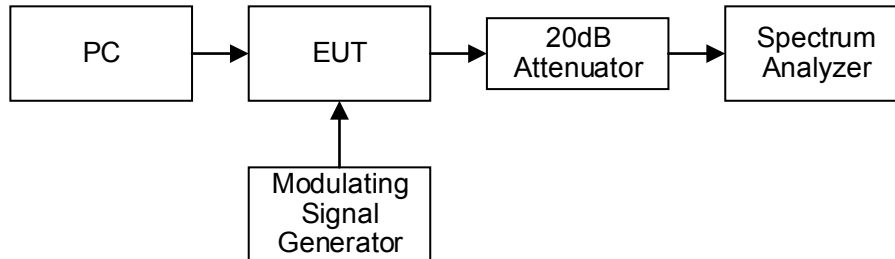 PC
EUT
20dB
Attenuator
Spectrum
Analyzer
Modulating
Signal
Generator